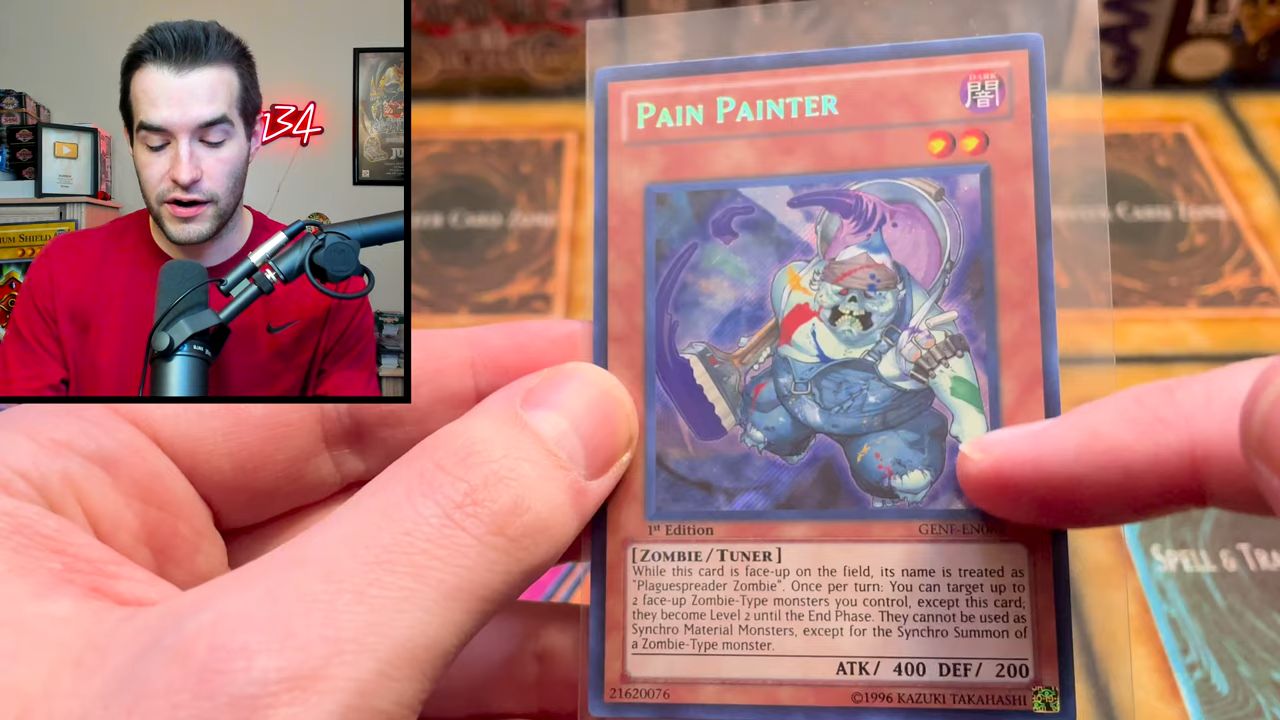 134
PAIN PAINTER
DARK
闇
1st Edition
[ZOMBIE/TUNER]
While this card is face-up on the field, its name is treated as
"Plaguespreader Zombie". Once per turn: You can target up to
2 face-up Zombie-Type monsters you control, except this card;
they become Level 2 until the End Phase. They cannot be used as
Synchro Material Monsters, except for the Synchro Summon of
a Zombie-Type monster.
ATK/ 400 DEF/ 200
21620076
©1996 KAZUKI TAKAHASHI
SHIELD
CARD
SPELL &